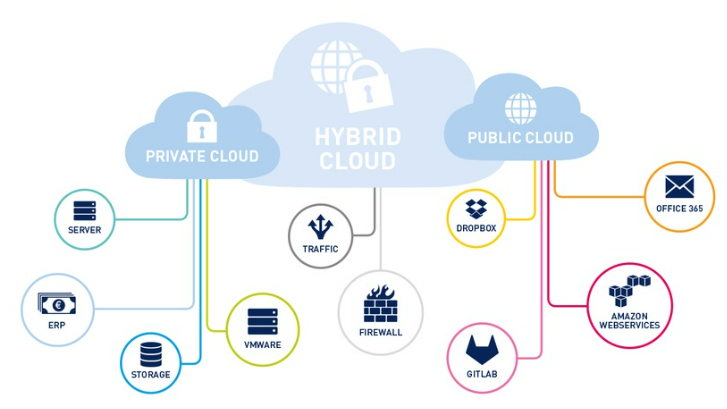 HYBRID
CLOUD
PRIVATE CLOUD
PUBLIC CLOUD
SERVER
ERP
STORAGE
VMWARE
TRAFFIC
FIREWALL
DROPBOX
GITLAB
AMAZON
WEBSERVICES
OFFICE 365